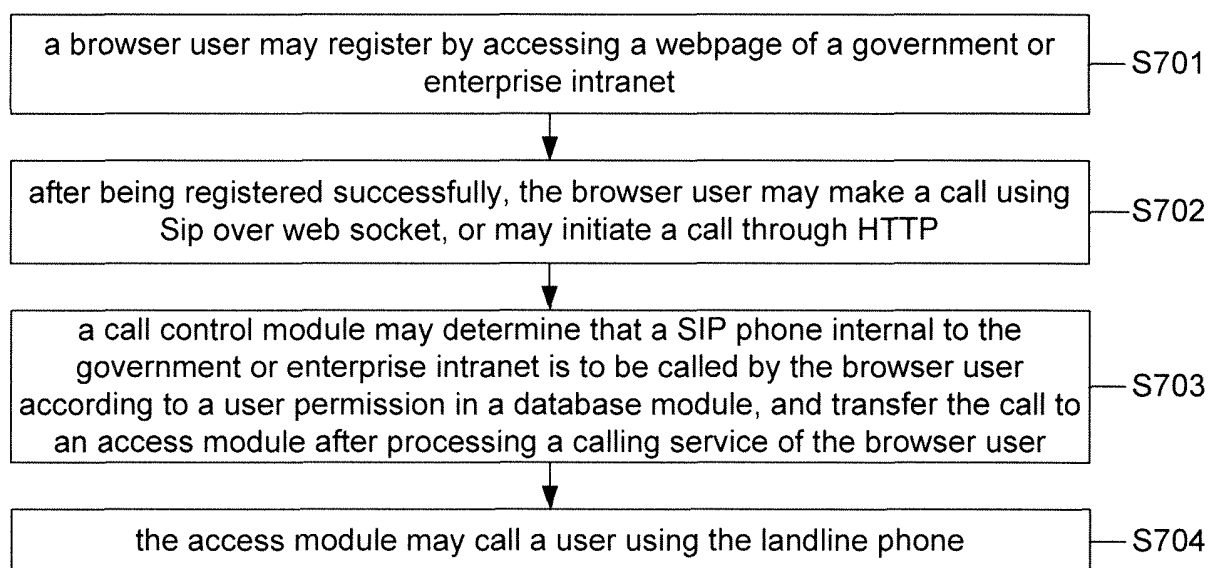 a browser user may register by accessing a webpage of a government or
enterprise intranet
S701
after being registered successfully, the browser user may make a call using
Sip over web socket, or may initiate a call through HTTP
S702
a call control module may determine that a SIP phone internal to the
government or enterprise intranet is to be called by the browser user
according to a user permission in a database module, and transfer the call to
an access module after processing a calling service of the browser user
S703
the access module may call a user using the landline phone
S704